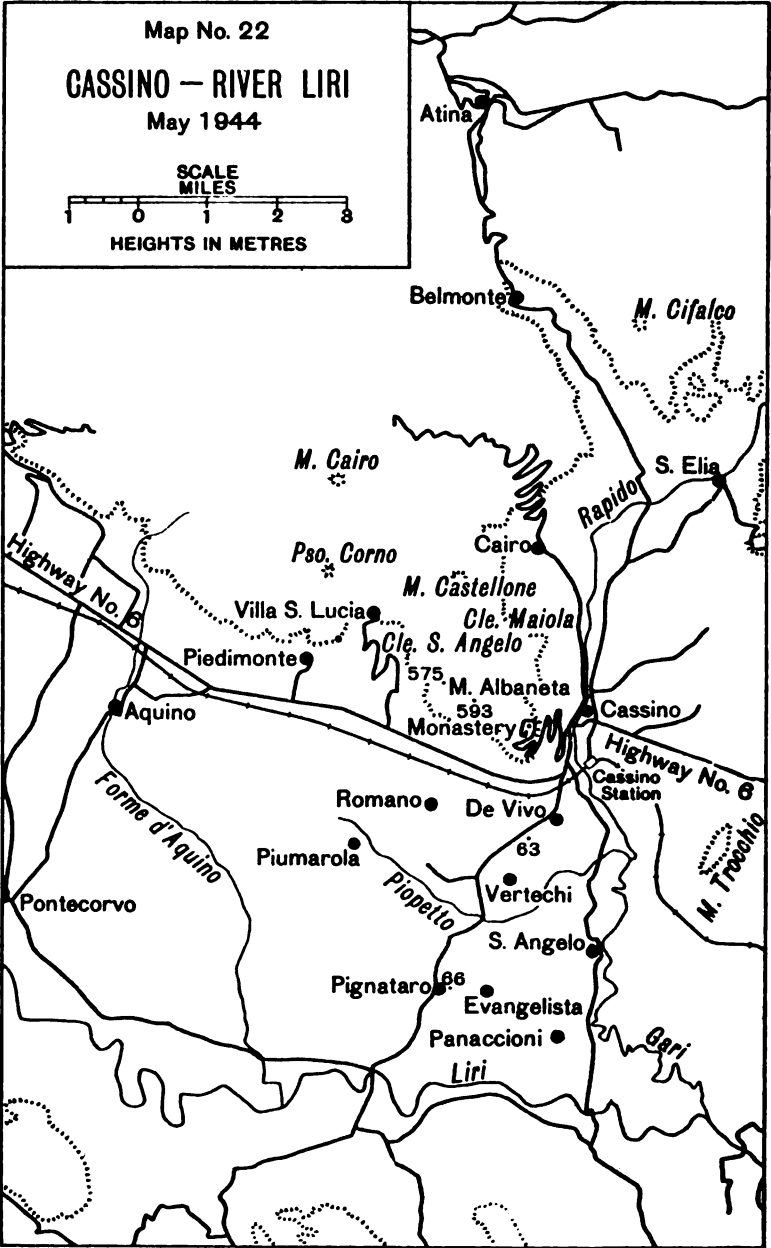 Map No. 22
CASSINO – RIVER LIRI
May 1944
SCALE
MILES
1 0 1 2 3
HEIGHTS IN METRES
Atina
Belmonte
M. Cifalco
M. Cairo
S. Elia
Rapido
Highway No. 6
Pso. Corno
Cairo
M. Castellone
Villa S. Lucia
Cle. Maiola
Cle. S. Angelo
Piedimonte
575
M. Albaneta
593
Aquino
Monastery
Cassino
Highway No. 6
Cassino
Station
Forme d'Aquino
Romano
De Vivo
63
Piumarola
M. Trocchio
Piopetto
Vertechi
Pontecorvo
S. Angelo
Pignataro
66
Evangelista
Panaccioni
Gari
Liri